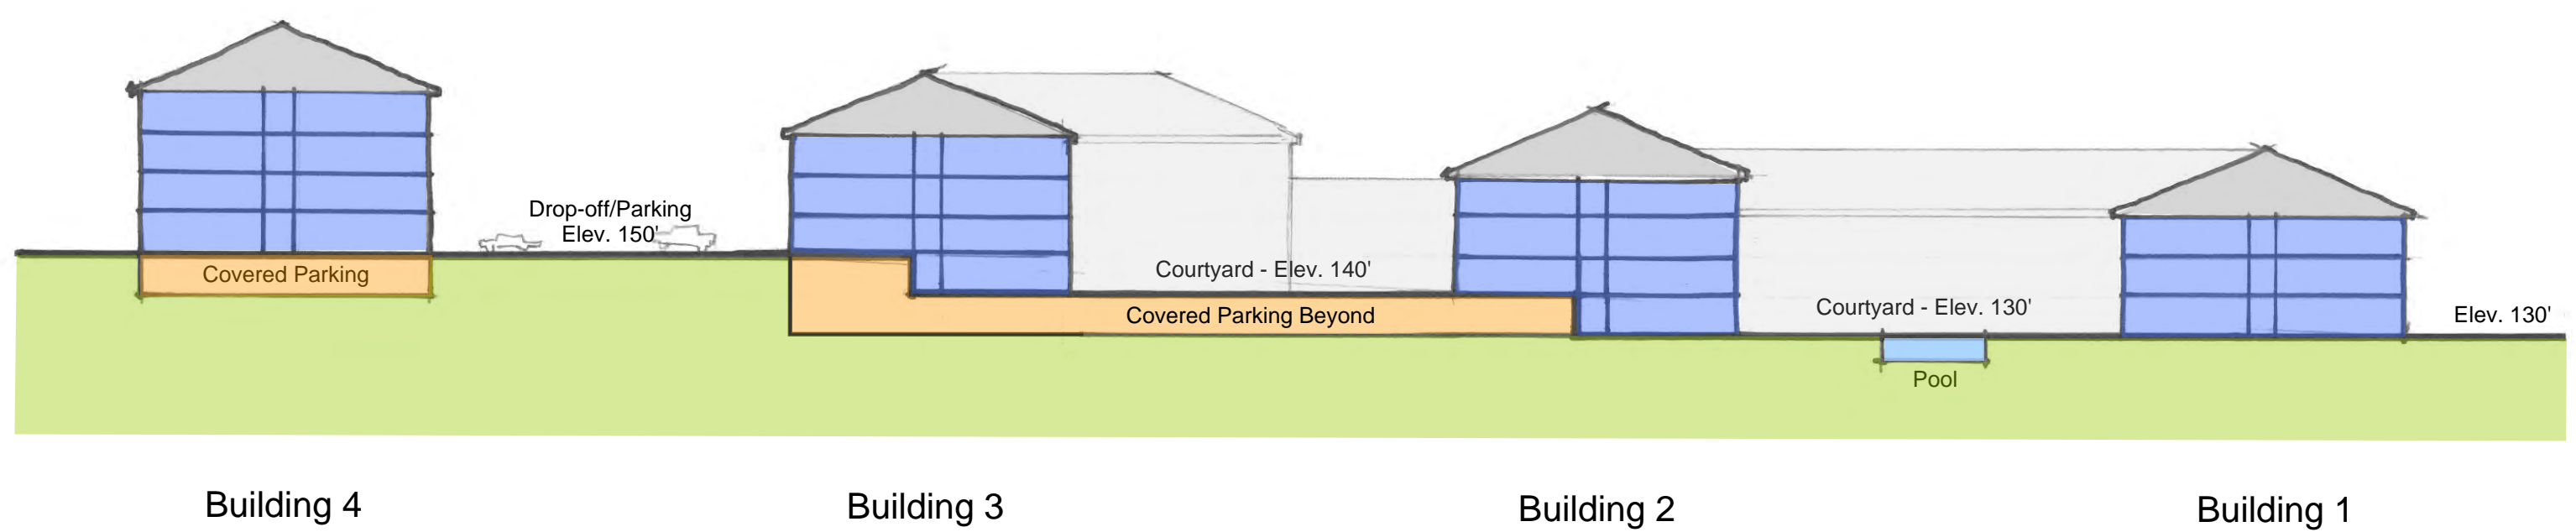 Drop-off/Parking
Elev. 150'
Covered Parking
Courtyard - Elev. 140'
Covered Parking Beyond
Courtyard - Elev. 130'
Elev. 130'
Pool
Building 4
Building 3
Building 2
Building 1